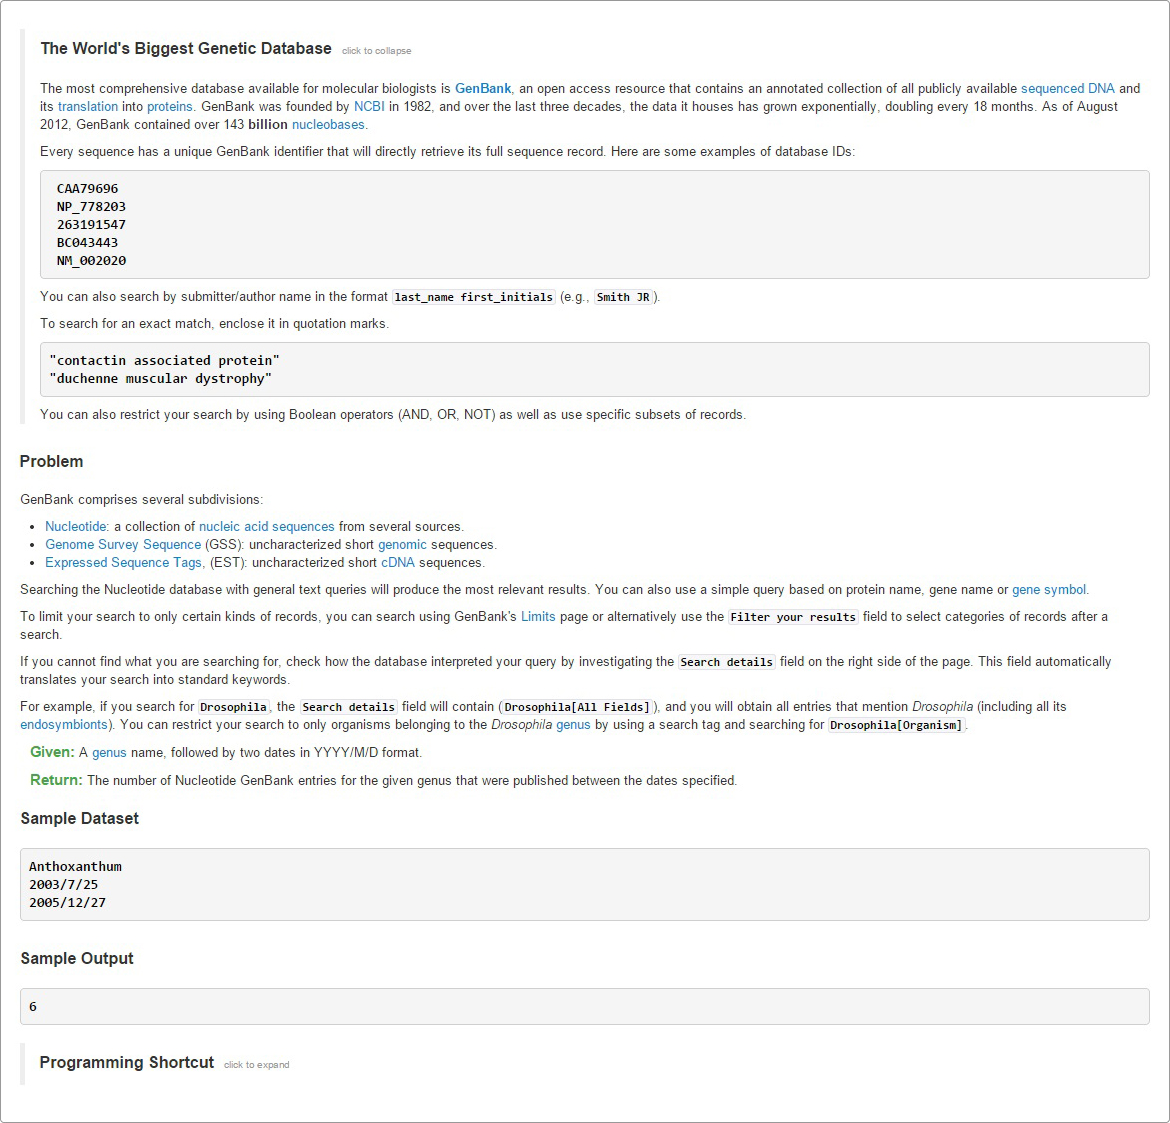 The World's Biggest Genetic Database click to collapse
The most comprehensive database available for molecular biologists is GenBank, an open access resource that contains an annotated collection of all publicly available sequenced DNA and
its translation into proteins. GenBank was founded by NCBI in 1982, and over the last three decades, the data it houses has grown exponentially, doubling every 18 months. As of August
2012, GenBank contained over 143 billion nucleobases.
Every sequence has a unique GenBank identifier that will directly retrieve its full sequence record. Here are some examples of database IDs:
CAA79696
NP_778203
263191547
BC043443
NM_002020
You can also search by submitter/author name in the format last_name first_initials (e.g., Smith JR).
To search for an exact match, enclose it in quotation marks.
"contactin associated protein"
"duchenne muscular dystrophy"
You can also restrict your search by using Boolean operators (AND, OR, NOT) as well as use specific subsets of records.
Problem
GenBank comprises several subdivisions:
• Nucleotide: a collection of nucleic acid sequences from several sources.
• Genome Survey Sequence (GSS): uncharacterized short genomic sequences.
• Expressed Sequence Tags, (EST): uncharacterized short cDNA sequences.
Searching the Nucleotide database with general text queries will produce the most relevant results. You can also use a simple query based on protein name, gene name or gene symbol.
To limit your search to only certain kinds of records, you can search using GenBank's Limits page or alternatively use the Filter your results field to select categories of records after a
search.
If you cannot find what you are searching for, check how the database interpreted your query by investigating the Search details field on the right side of the page. This field automatically
translates your search into standard keywords.
For example, if you search for Drosophila, the Search details field will contain (Drosophila[All Fields]), and you will obtain all entries that mention Drosophila (including all its
endosymbionts). You can restrict your search to only organisms belonging to the Drosophila genus by using a search tag and searching for Drosophila[Organism].
Given: A genus name, followed by two dates in YYYY/M/D format.
Return: The number of Nucleotide GenBank entries for the given genus that were published between the dates specified.
Sample Dataset
Anthoxanthum
2003/7/25
2005/12/27
Sample Output
6
Programming Shortcut click to expand